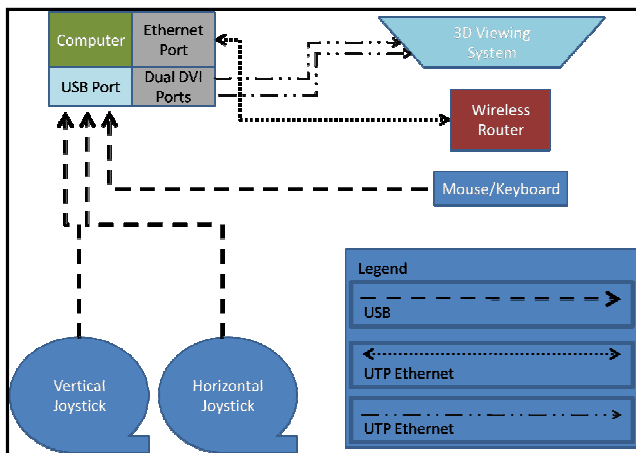 Computer
Ethernet
Port
USB Port
Dual DVI
Ports
3D Viewing
System
Wireless
Router
Mouse/Keyboard
Vertical
Joystick
Horizontal
Joystick
Legend
USB
UTP Ethernet
UTP Ethernet